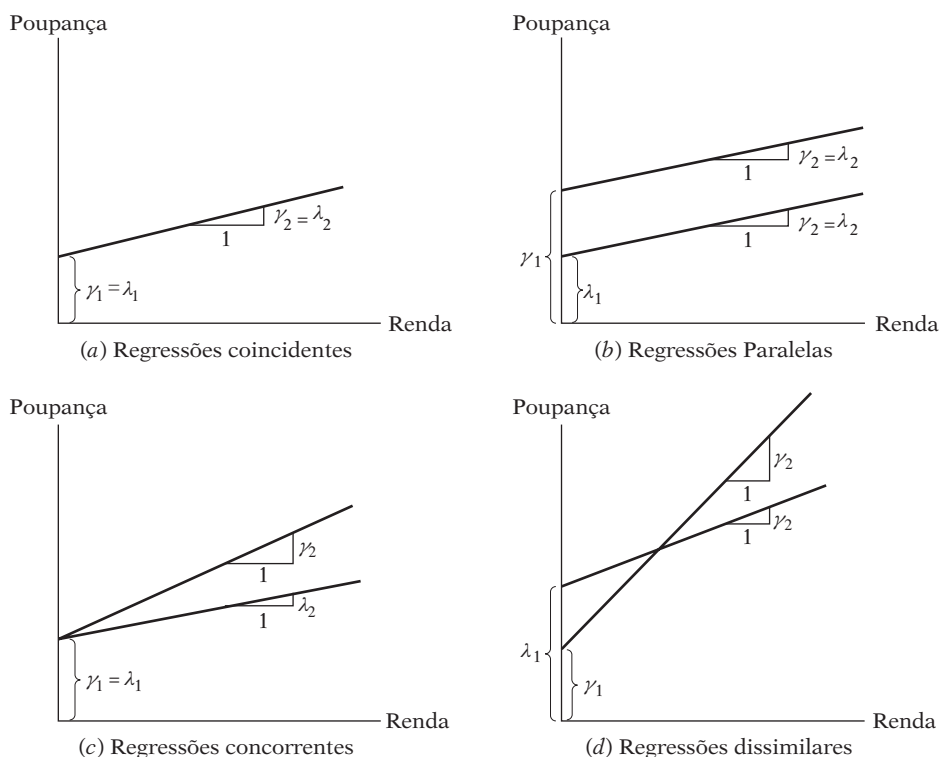 Poupança
γ2 = λ2
1
γ1 = λ1
Renda
(a) Regressões coincidentes
Poupança
γ2 = λ2
1
γ2 = λ2
1
γ1
λ1
Renda
(b) Regressões Paralelas
Poupança
γ2
1
λ2
1
γ1 = λ1
Renda
(c) Regressões concorrentes
Poupança
γ2
1
γ2
1
λ1
γ1
Renda
(d) Regressões dissimilares